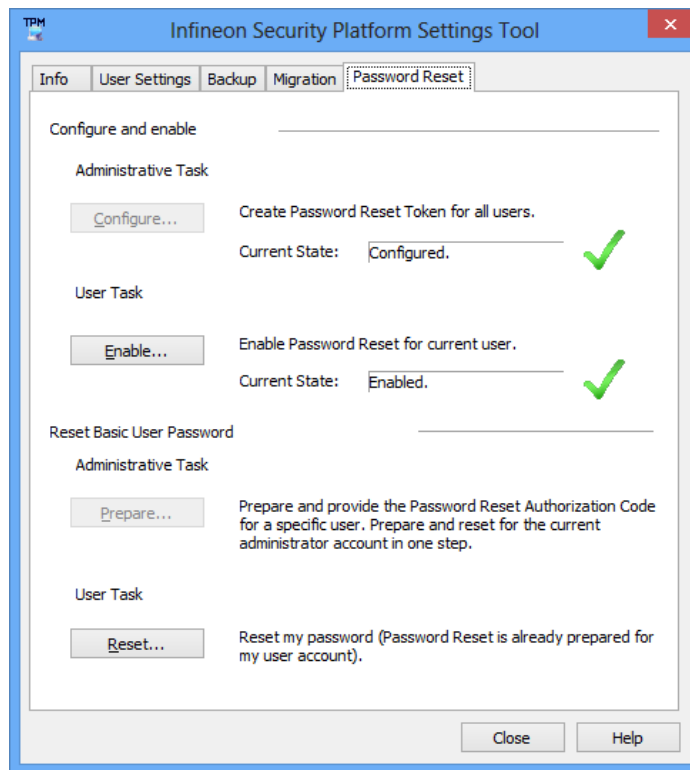 TPM
Infineon Security Platform Settings Tool
Info User Settings Backup Migration Password Reset
Configure and enable
Administrative Task
Configure... Create Password Reset Token for all users.
Current State: Configured.
User Task
Enable... Enable Password Reset for current user.
Current State: Enabled.
Reset Basic User Password
Administrative Task
Prepare... Prepare and provide the Password Reset Authorization Code
for a specific user. Prepare and reset for the current
administrator account in one step.
User Task
Reset... Reset my password (Password Reset is already prepared for
my user account).
Close Help